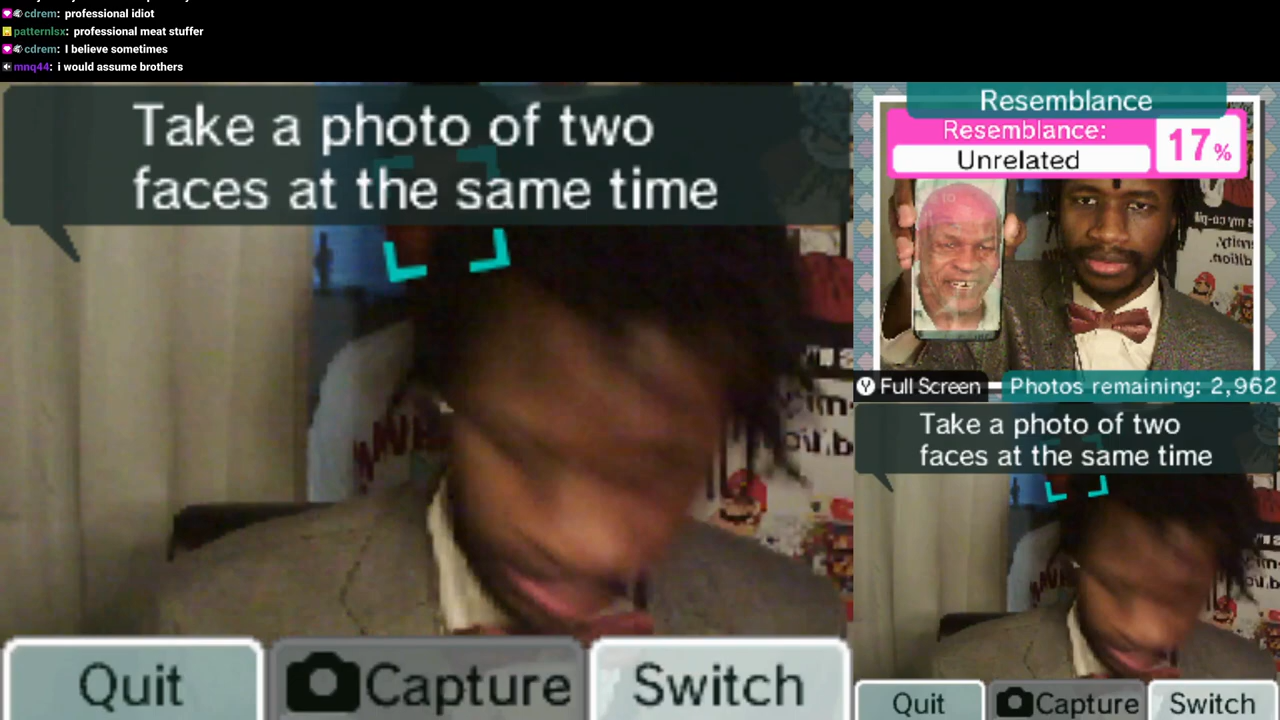 cdrem: professional idiot
patternlsx: professional meat stuffer
cdrem: I believe sometimes
mnq44: i would assume brothers
Take a photo of two
faces at the same time
Quit
Capture
Switch
Resemblance
Resemblance:
Unrelated
17%
Y Full Screen
Photos remaining: 2,962
Take a photo of two
faces at the same time
Quit
Capture
Switch